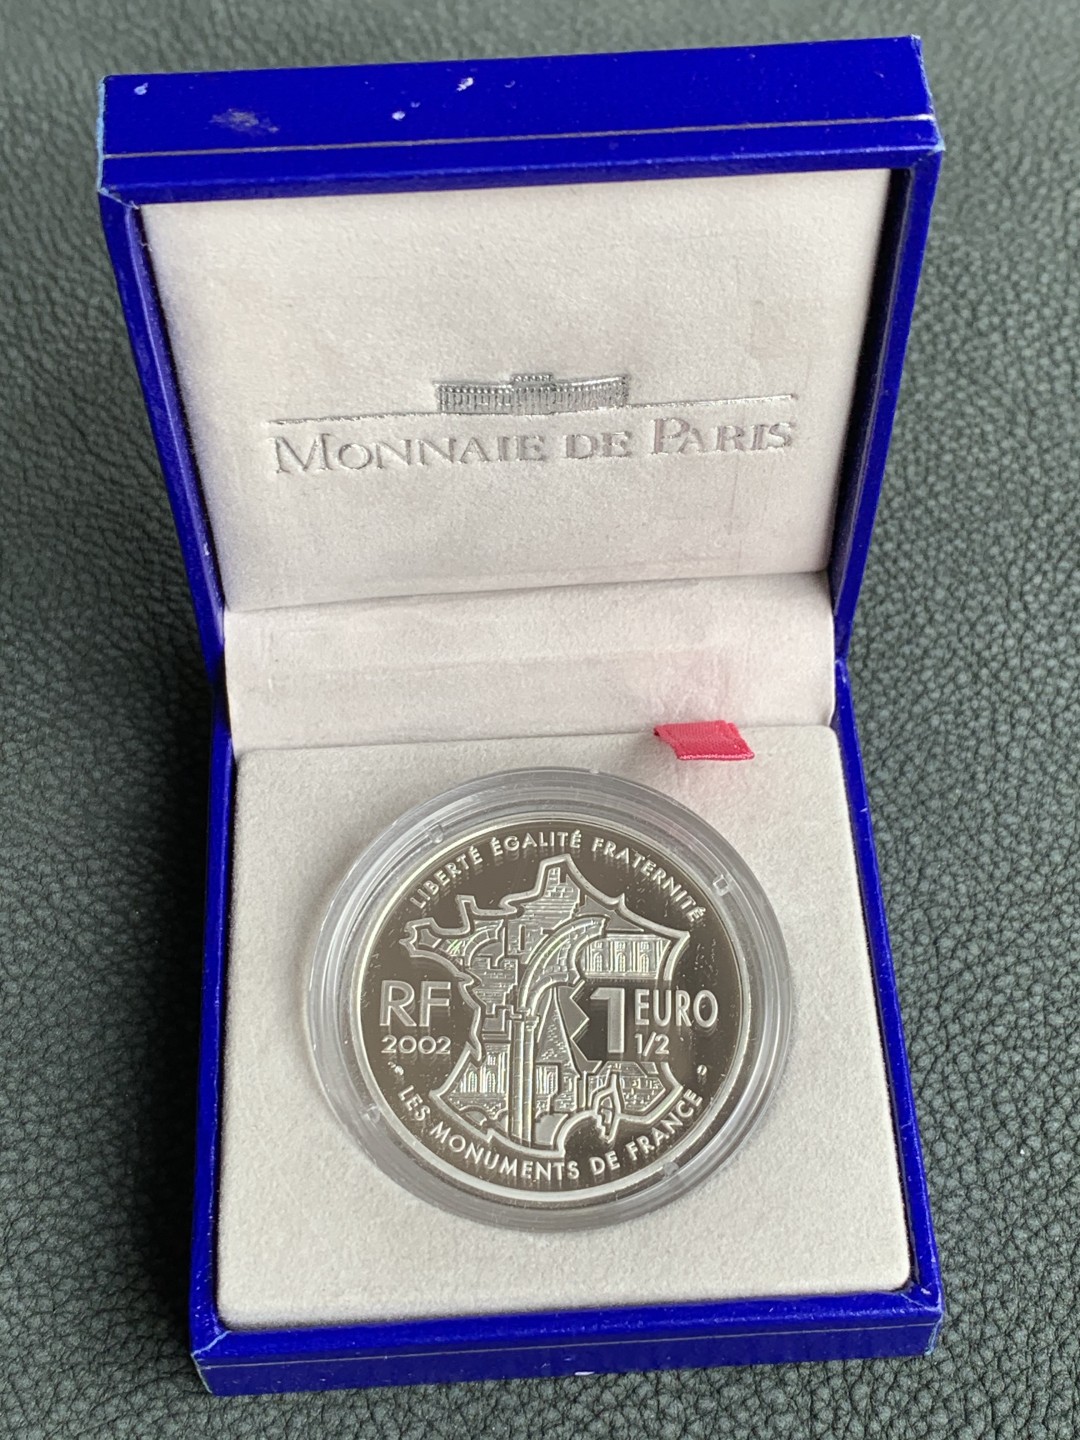 MONNAIE DE PARIS
LIBERTÉ ÉGALITÉ FRATERNITÉ
RF
2002
1 EURO
1/2
LES MONUMENTS DE FRANCE